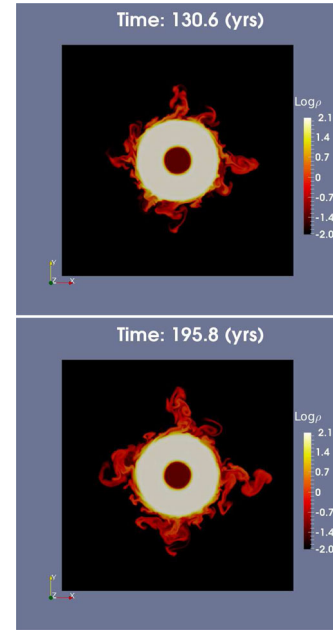 Time: 130.6 (yrs)
Logρ
2.1
1.4
0.7
0
-0.7
-1.4
-2.0
Y
Z X
Time: 195.8 (yrs)
Logρ
2.1
1.4
0.7
0
-0.7
-1.4
-2.0
Y
Z X